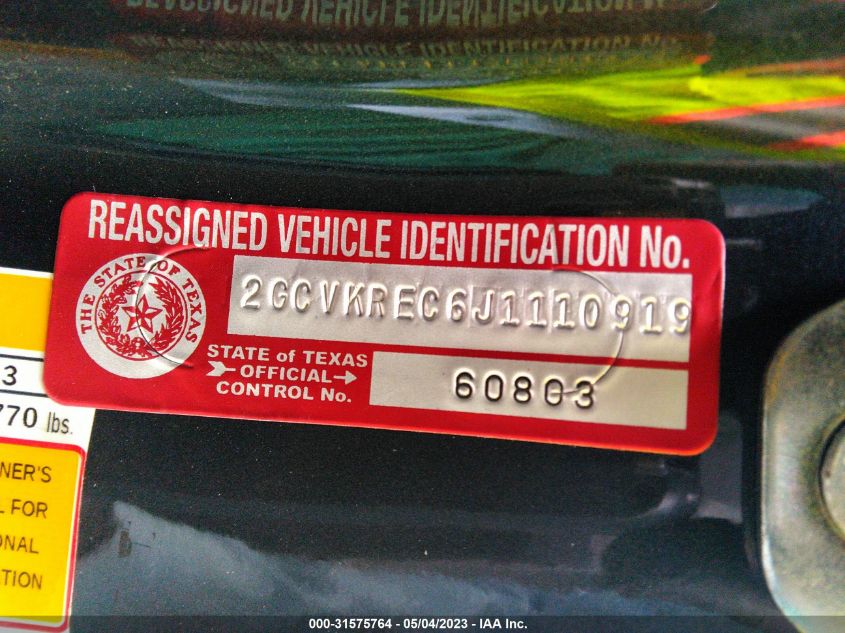 REASSIGNED VEHICLE IDENTIFICATION No.
THE STATE OF TEXAS
2GCVKREC6J1110919
STATE of TEXAS
OFFICIAL
CONTROL No.
60803
3
770 lbs.
NER'S
L FOR
ONAL
TION
000-31575764 - 05/04/2023 - IAA Inc.